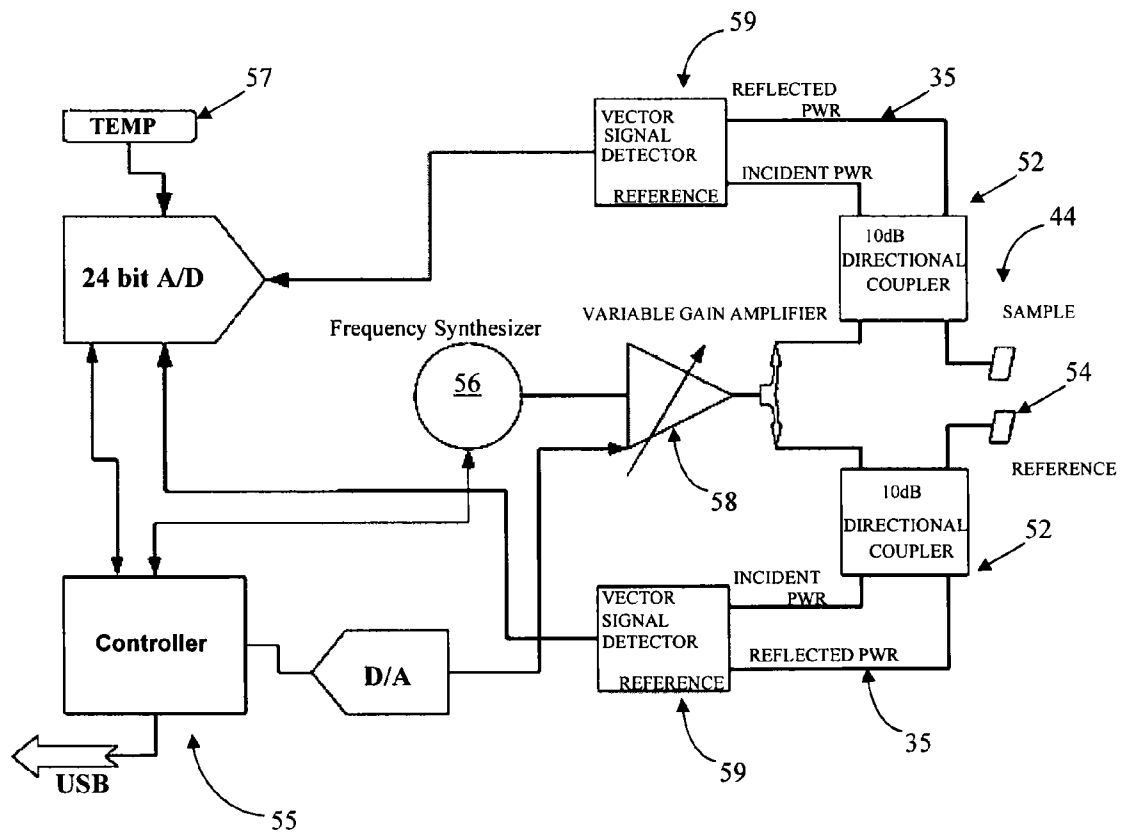 59
57
REFLECTED
PWR
35
TEMP
VECTOR
SIGNAL
DETECTOR
REFERENCE
INCIDENT PWR
52
44
10dB
DIRECTIONAL
COUPLER
24 bit A/D
Frequency Synthesizer
VARIABLE GAIN AMPLIFIER
SAMPLE
56
54
REFERENCE
58
10dB
DIRECTIONAL
COUPLER
52
INCIDENT
PWR
VECTOR
SIGNAL
DETECTOR
REFERENCE
Controller
D/A
REFLECTED PWR
35
59
USB
55